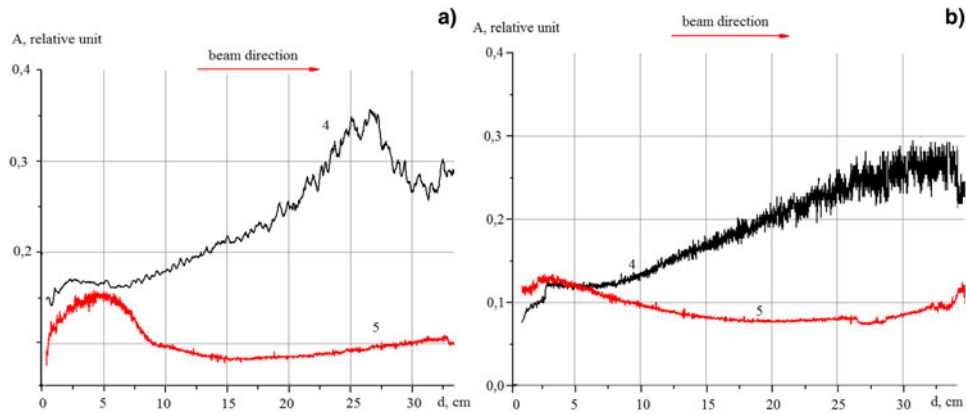 a)
A, relative unit
beam direction
0,4
4
0,3
0,2
5
0 5 10 15 20 25 30 d, cm
b)
A, relative unit
beam direction
0,4
0,3
0,2
4
0,1
5
0,0
0 5 10 15 20 25 30 d, cm